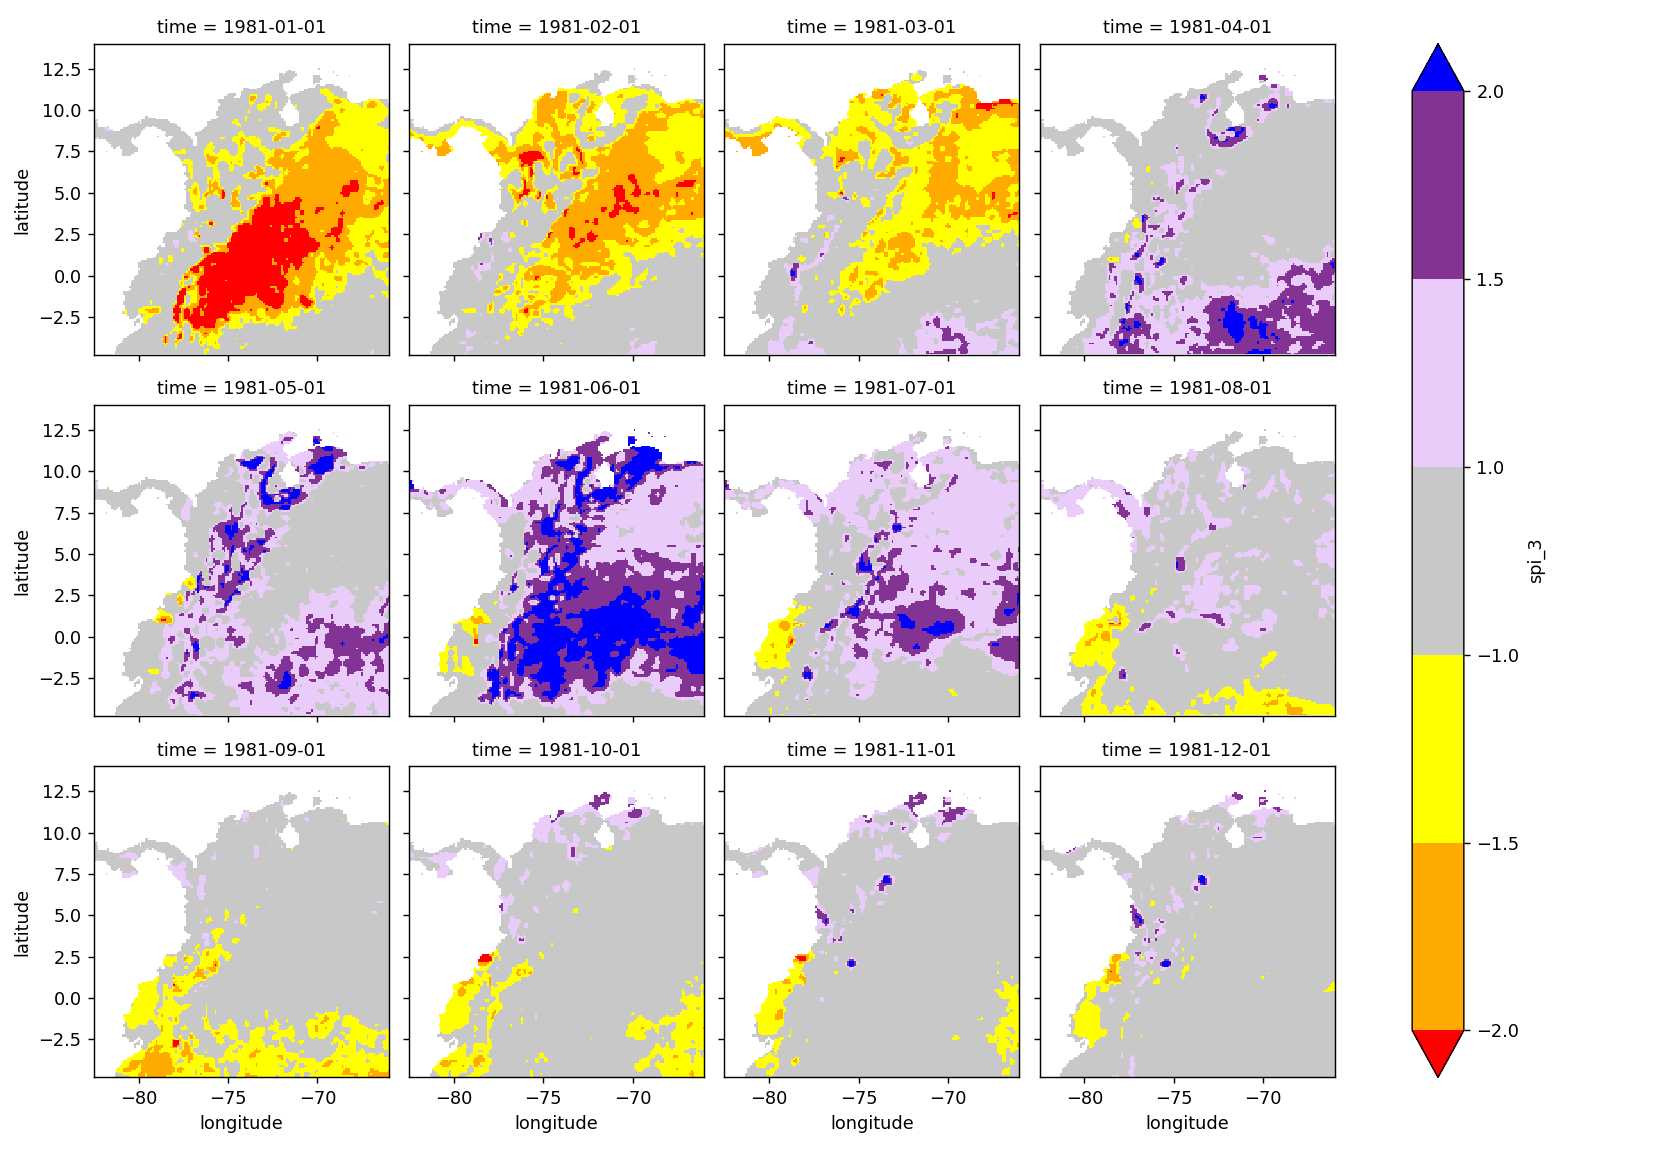 time = 1981-01-01
time = 1981-02-01
time = 1981-03-01
time = 1981-04-01
12.5
10.0
7.5
5.0
2.5
0.0
−2.5
latitude
time = 1981-05-01
time = 1981-06-01
time = 1981-07-01
time = 1981-08-01
12.5
10.0
7.5
5.0
2.5
0.0
−2.5
latitude
time = 1981-09-01
time = 1981-10-01
time = 1981-11-01
time = 1981-12-01
12.5
10.0
7.5
5.0
2.5
0.0
−2.5
latitude
−80 −75 −70
−80 −75 −70
−80 −75 −70
−80 −75 −70
longitude
longitude
longitude
longitude
2.0
1.5
1.0
−1.0
−1.5
−2.0
spi_3